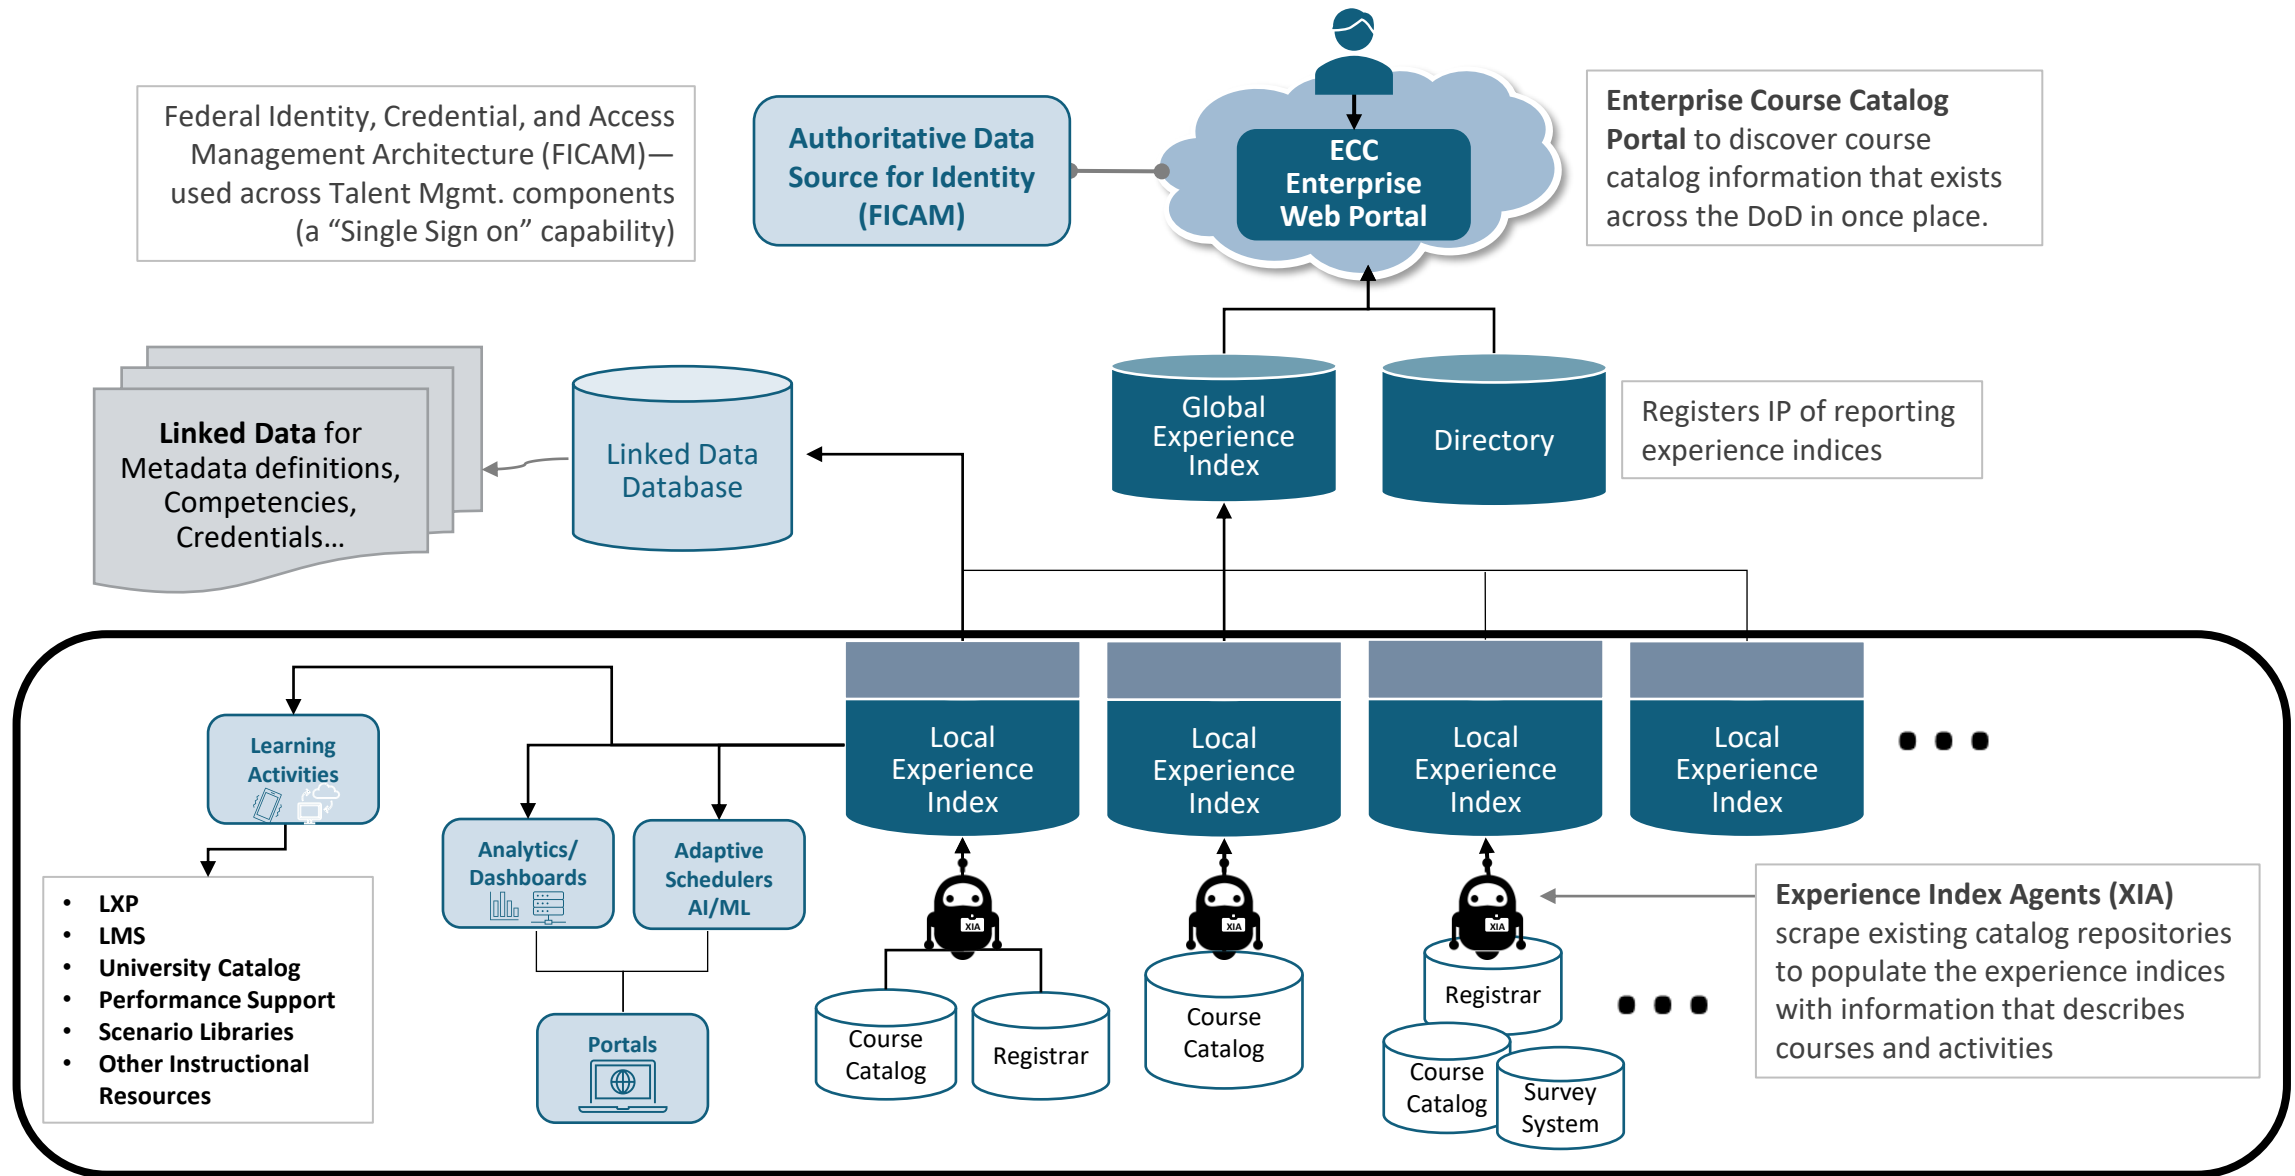 Federal Identity, Credential, and Access
Management Architecture (FICAM)—
used across Talent Mgmt. components
(a “Single Sign on” capability)
Authoritative Data
Source for Identity
(FICAM)
ECC
Enterprise
Web Portal
Enterprise Course Catalog
Portal to discover course
catalog information that exists
across the DoD in once place.
Linked Data for
Metadata definitions,
Competencies,
Credentials…
Linked Data
Database
Global
Experience
Index
Directory
Registers IP of reporting
experience indices
Learning
Activities
Local
Experience
Index
Local
Experience
Index
Local
Experience
Index
Local
Experience
Index
Analytics/
Dashboards
Adaptive
Schedulers
AI/ML
• LXP
• LMS
• University Catalog
• Performance Support
• Scenario Libraries
• Other Instructional
Resources
Portals
XIA
XIA
XIA
Course
Catalog
Registrar
Course
Catalog
Registrar
Course
Catalog
Survey
System
Experience Index Agents (XIA)
scrape existing catalog repositories
to populate the experience indices
with information that describes
courses and activities